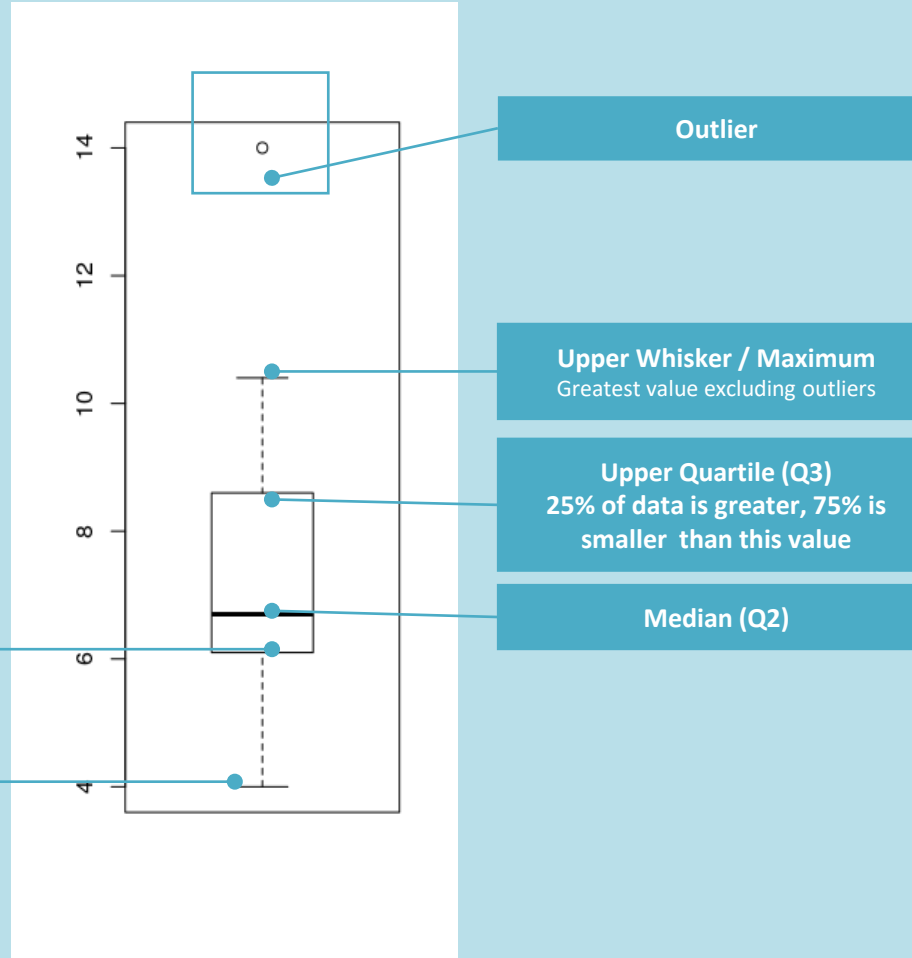 14
12
10
8
6
4
Outlier
Upper Whisker / Maximum
Greatest value excluding outliers
Upper Quartile (Q3)
25% of data is greater, 75% is
smaller than this value
Median (Q2)